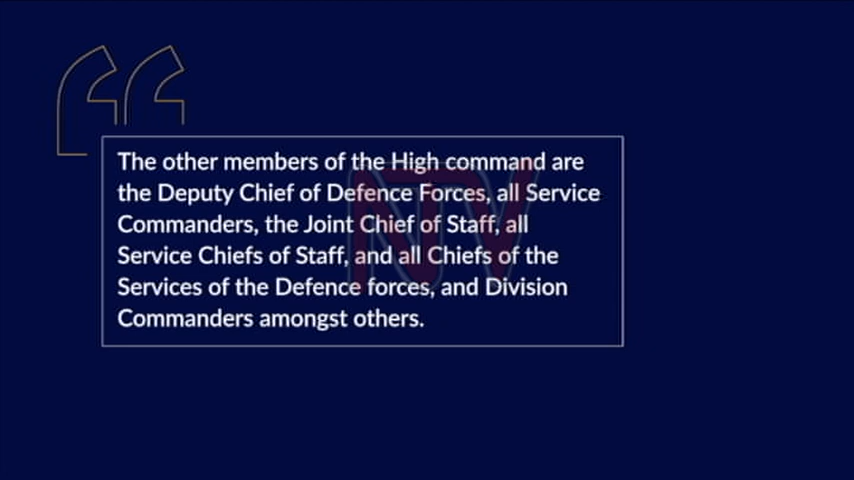 The other members of the High command are
the Deputy Chief of Defence Forces, all Service
Commanders, the Joint Chief of Staff, all
Service Chiefs of Staff, and all Chiefs of the
Services of the Defence forces, and Division
Commanders amongst others.
NTV